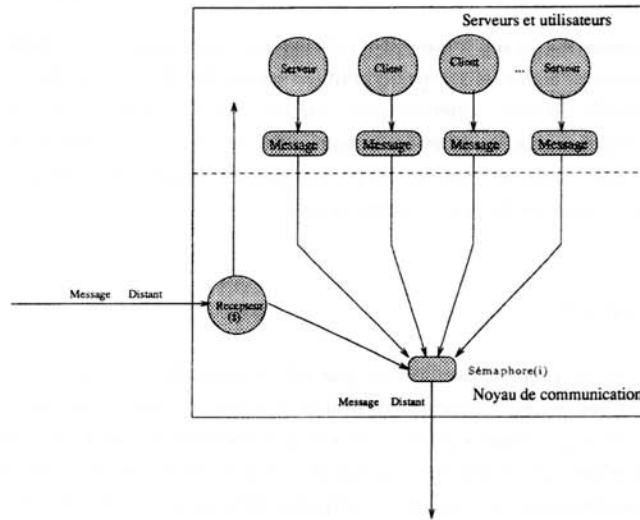 Serveurs et utilisateurs
Serveur Client Client ... Serveur
Message Message Message Message
Message Distant
Recepteur
(i)
Sémaphore(i)
Message Distant
Noyau de communication